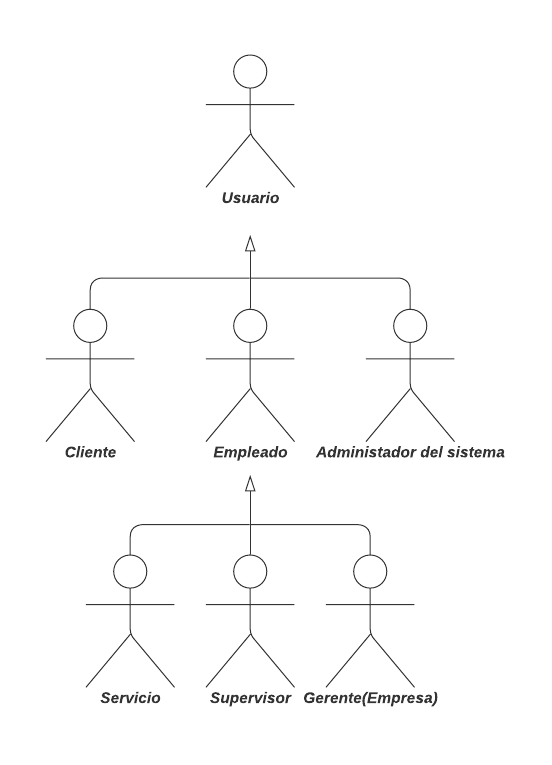 Usuario
Cliente
Empleado
Administador del sistema
Servicio
Supervisor
Gerente(Empresa)